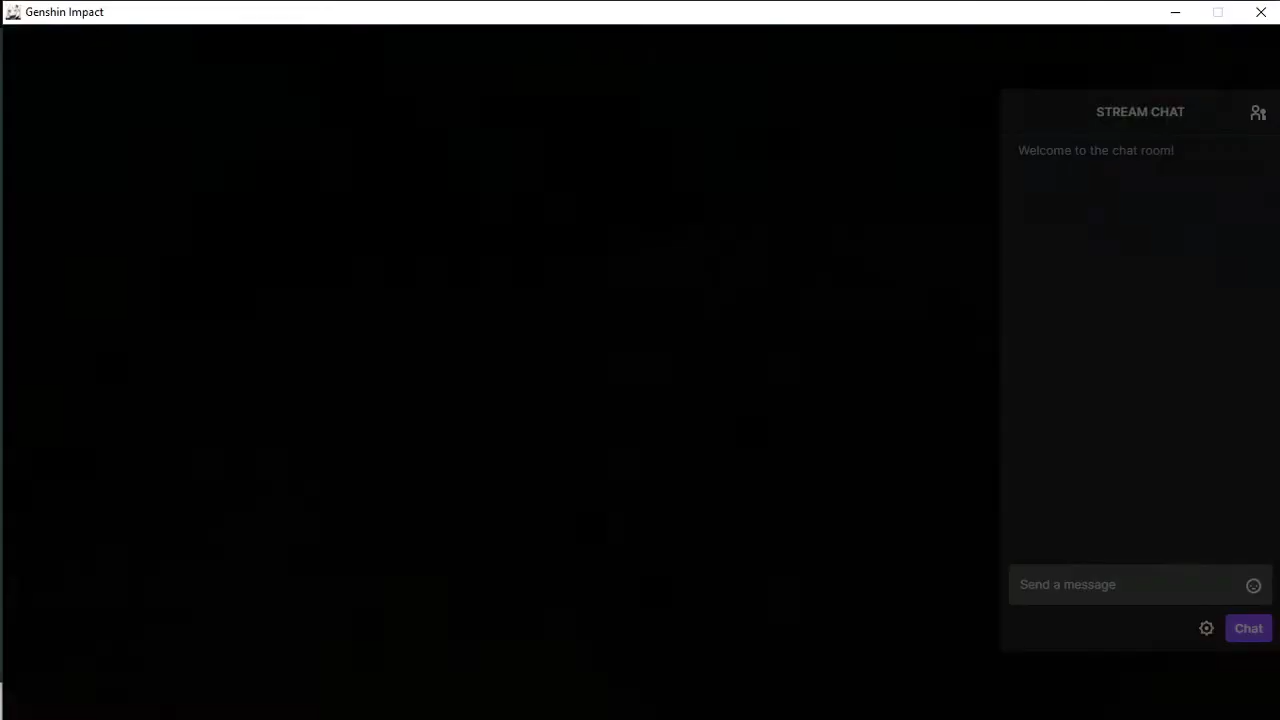 Genshin Impact
STREAM CHAT
Welcome to the chat room!
Send a message
Chat